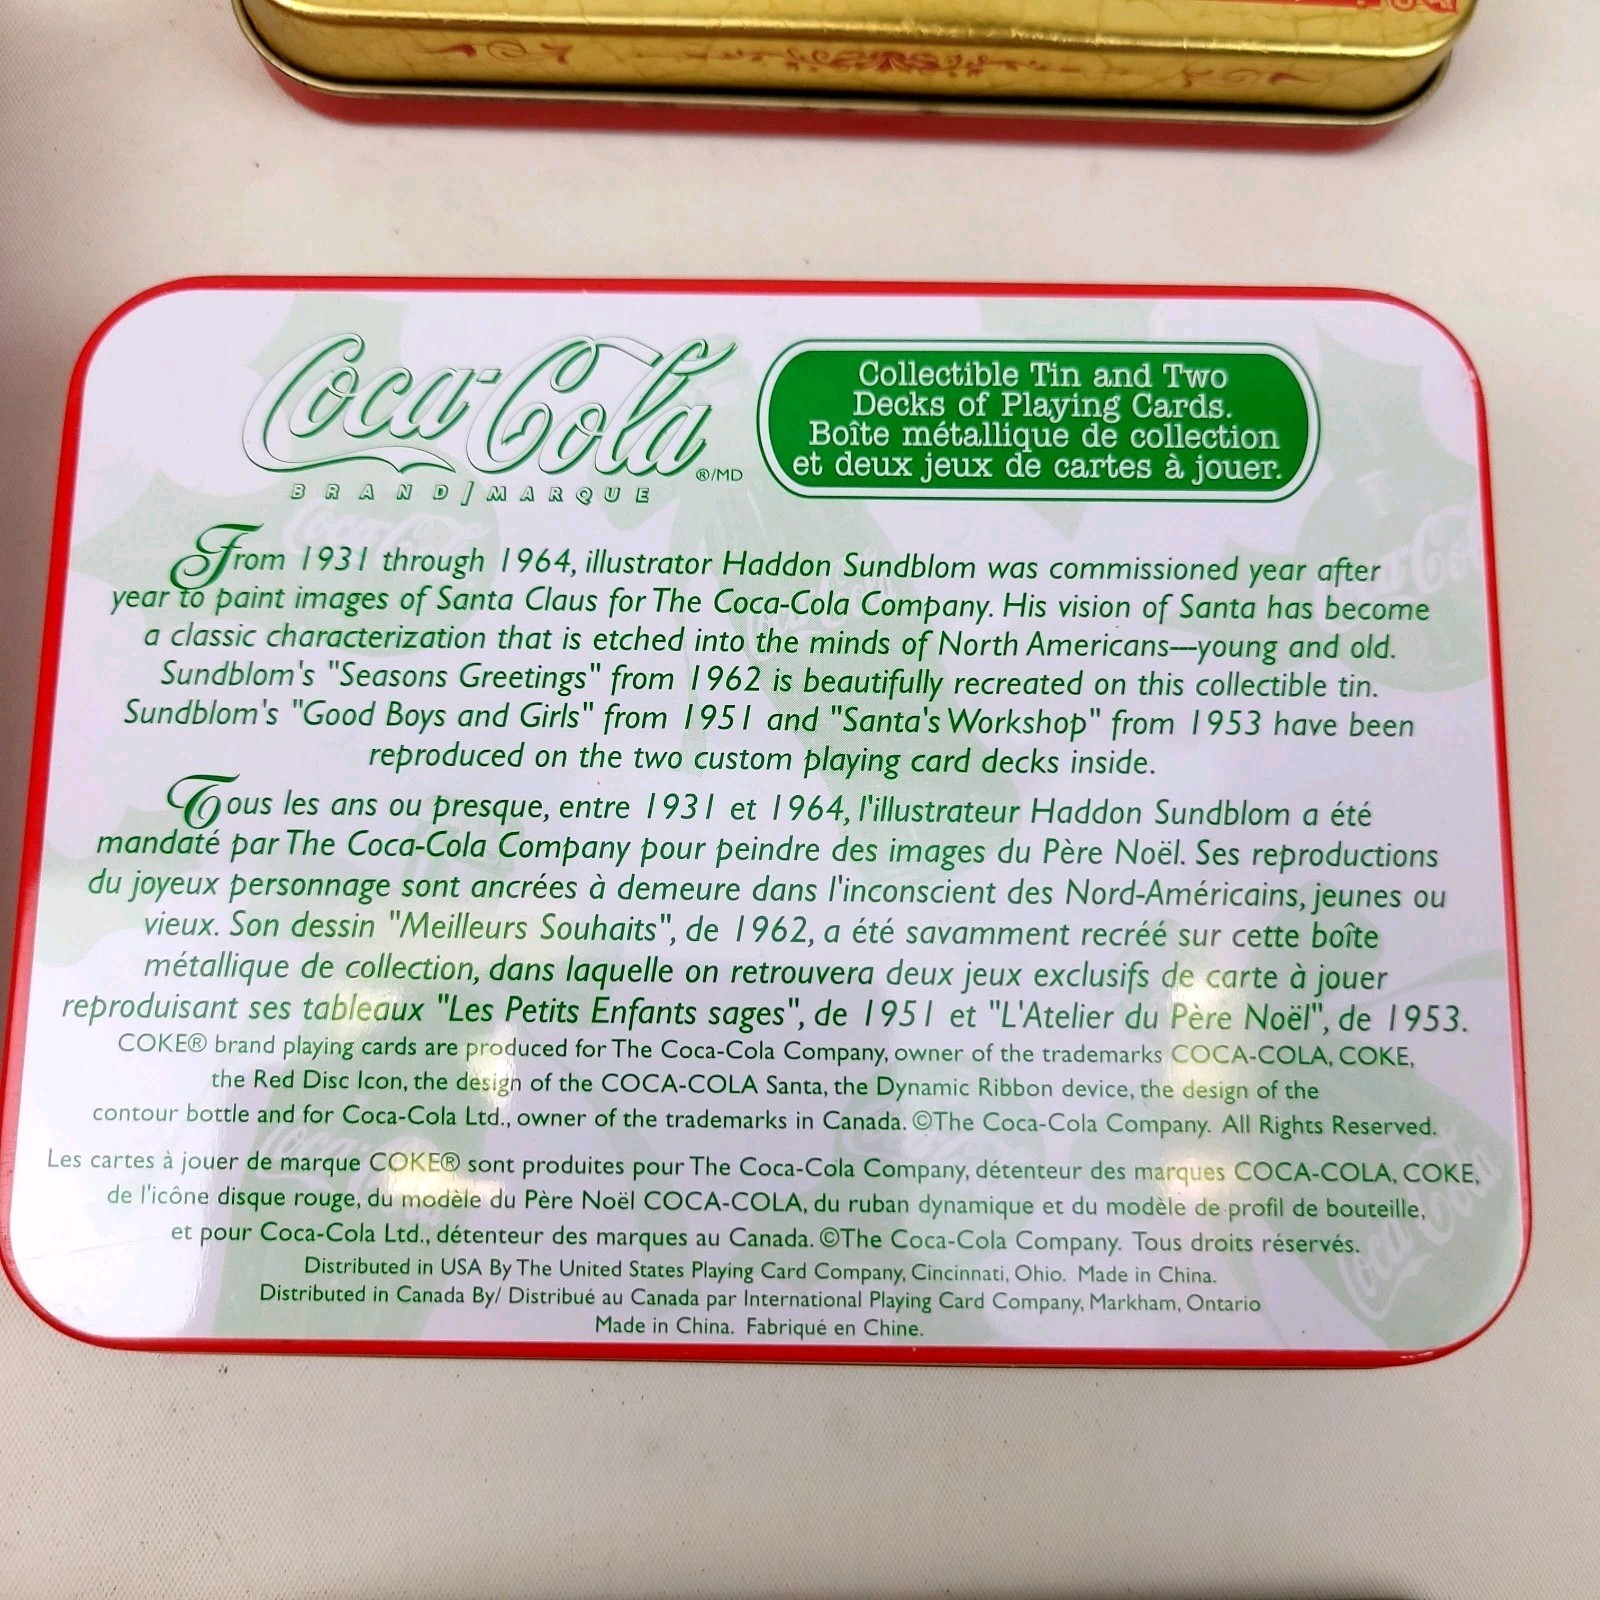 Coca-Cola
®/MD
BRAND/MARQUE
Collectible Tin and Two
Decks of Playing Cards.
Boîte métallique de collection
et deux jeux de cartes à jouer.
From 1931 through 1964, illustrator Haddon Sundblom was commissioned year after
year to paint images of Santa Claus for The Coca-Cola Company. His vision of Santa has become
a classic characterization that is etched into the minds of North Americans—young and old.
Sundblom's "Seasons Greetings" from 1962 is beautifully recreated on this collectible tin.
Sundblom's "Good Boys and Girls" from 1951 and "Santa's Workshop" from 1953 have been
reproduced on the two custom playing card decks inside.
Tous les ans ou presque, entre 1931 et 1964, l'illustrateur Haddon Sundblom a été
mandaté par The Coca-Cola Company pour peindre des images du Père Noël. Ses reproductions
du joyeux personnage sont ancrées à demeure dans l'inconscient des Nord-Américains, jeunes ou
vieux. Son dessin "Meilleurs Souhaits", de 1962, a été savamment recréé sur cette boîte
métallique de collection, dans laquelle on retrouvera deux jeux exclusifs de carte à jouer
reproduisant ses tableaux "Les Petits Enfants sages", de 1951 et "L'Atelier du Père Noël", de 1953.
COKE® brand playing cards are produced for The Coca-Cola Company, owner of the trademarks COCA-COLA, COKE,
the Red Disc Icon, the design of the COCA-COLA Santa, the Dynamic Ribbon device, the design of the
contour bottle and for Coca-Cola Ltd., owner of the trademarks in Canada. ©The Coca-Cola Company. All Rights Reserved.
Les cartes à jouer de marque COKE® sont produites pour The Coca-Cola Company, détenteur des marques COCA-COLA, COKE,
de l'icône disque rouge, du modèle du Père Noël COCA-COLA, du ruban dynamique et du modèle de profil de bouteille,
et pour Coca-Cola Ltd., détenteur des marques au Canada. ©The Coca-Cola Company. Tous droits réservés.
Distributed in USA By The United States Playing Card Company, Cincinnati, Ohio. Made in China.
Distributed in Canada By/ Distribué au Canada par International Playing Card Company, Markham, Ontario
Made in China. Fabriqué en Chine.